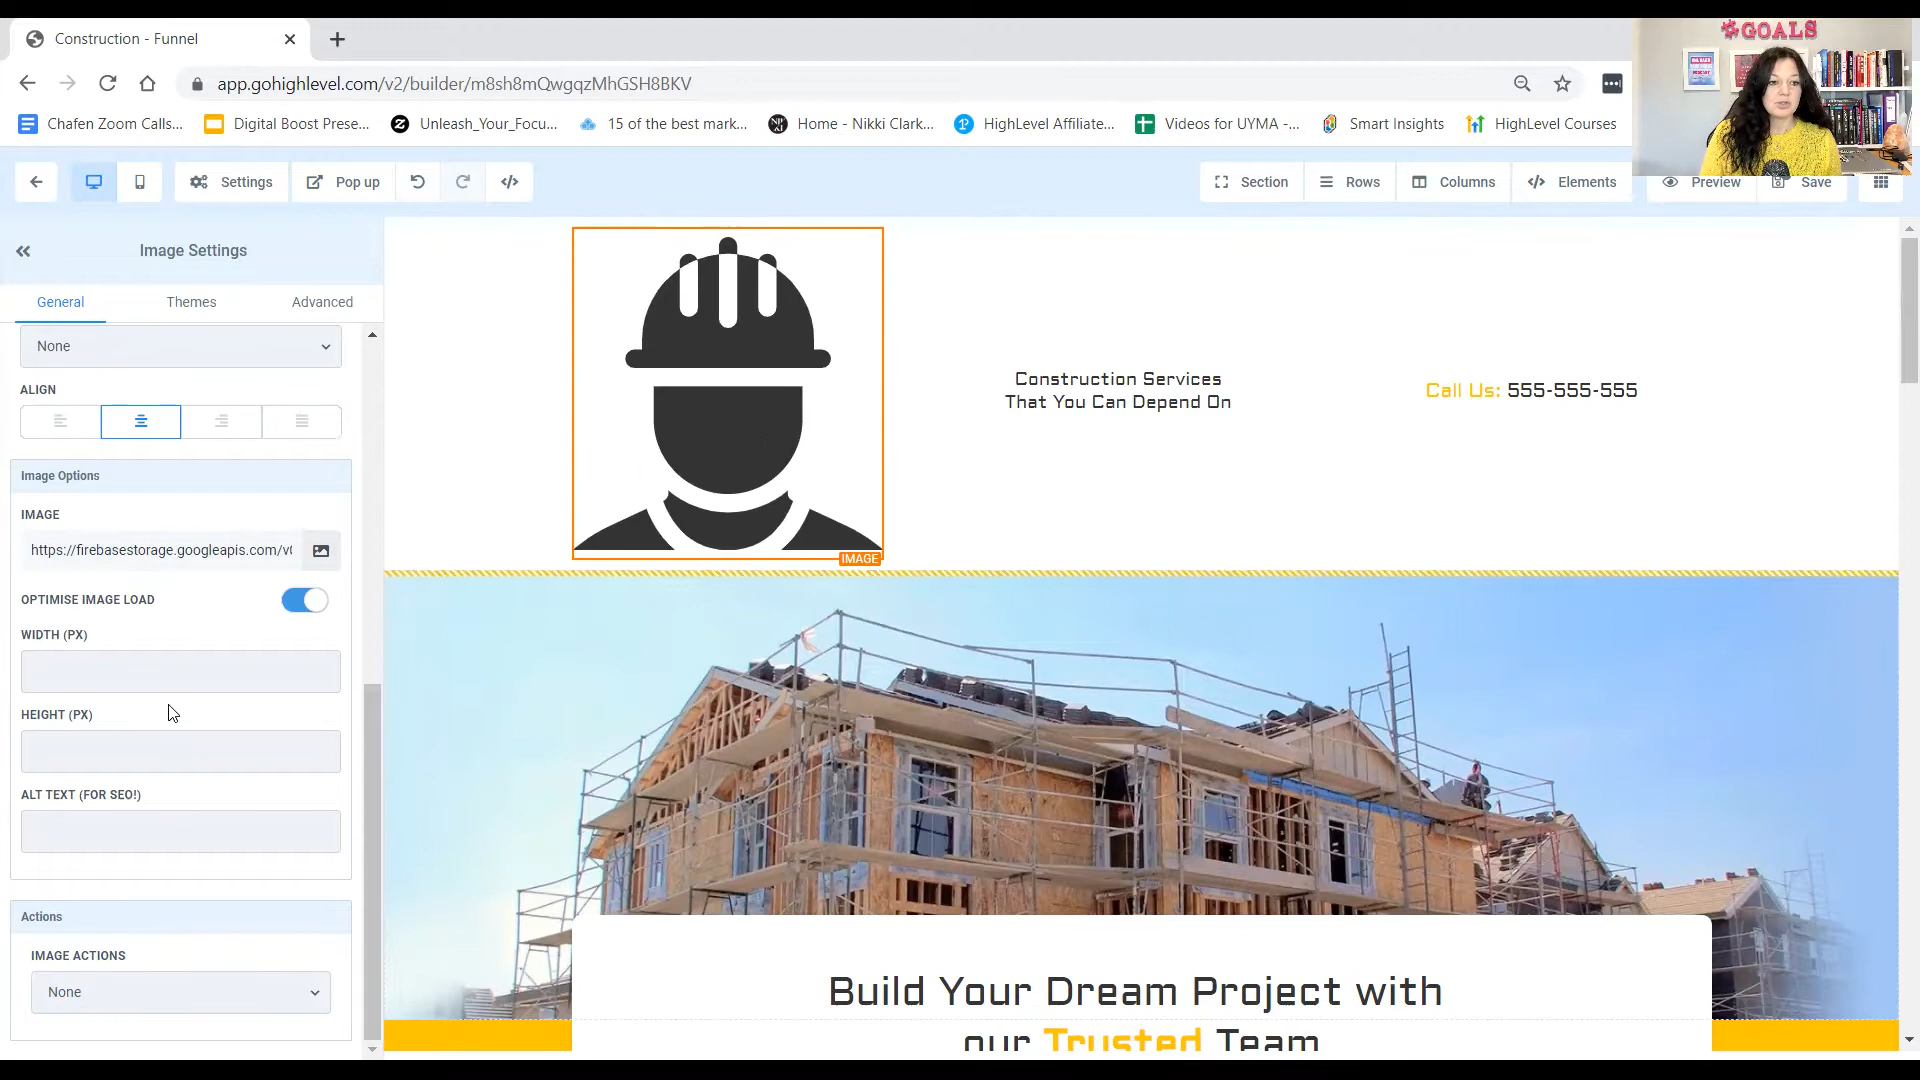 GOALS
Construction - Funnel
app.gohighlevel.com/v2/builder/m8sh8mQwgqzMhGSH8BKV
Chafen Zoom Calls...
Digital Boost Prese...
Unleash_Your_Focu...
15 of the best mark...
Home - Nikki Clark...
HighLevel Affiliate...
Videos for UYMA -...
Smart Insights
HighLevel Courses
Settings
Pop up
Section
Rows
Columns
Elements
Preview
Save
Image Settings
General
Themes
Advanced
None
ALIGN
Image Options
IMAGE
https://firebasestorage.googleapis.com/v(
OPTIMISE IMAGE LOAD
WIDTH (PX)
HEIGHT (PX)
ALT TEXT (FOR SEO!)
Actions
IMAGE ACTIONS
None
IMAGE
Construction Services
That You Can Depend On
Call Us: 555-555-555
Build Your Dream Project with
our Trusted Team